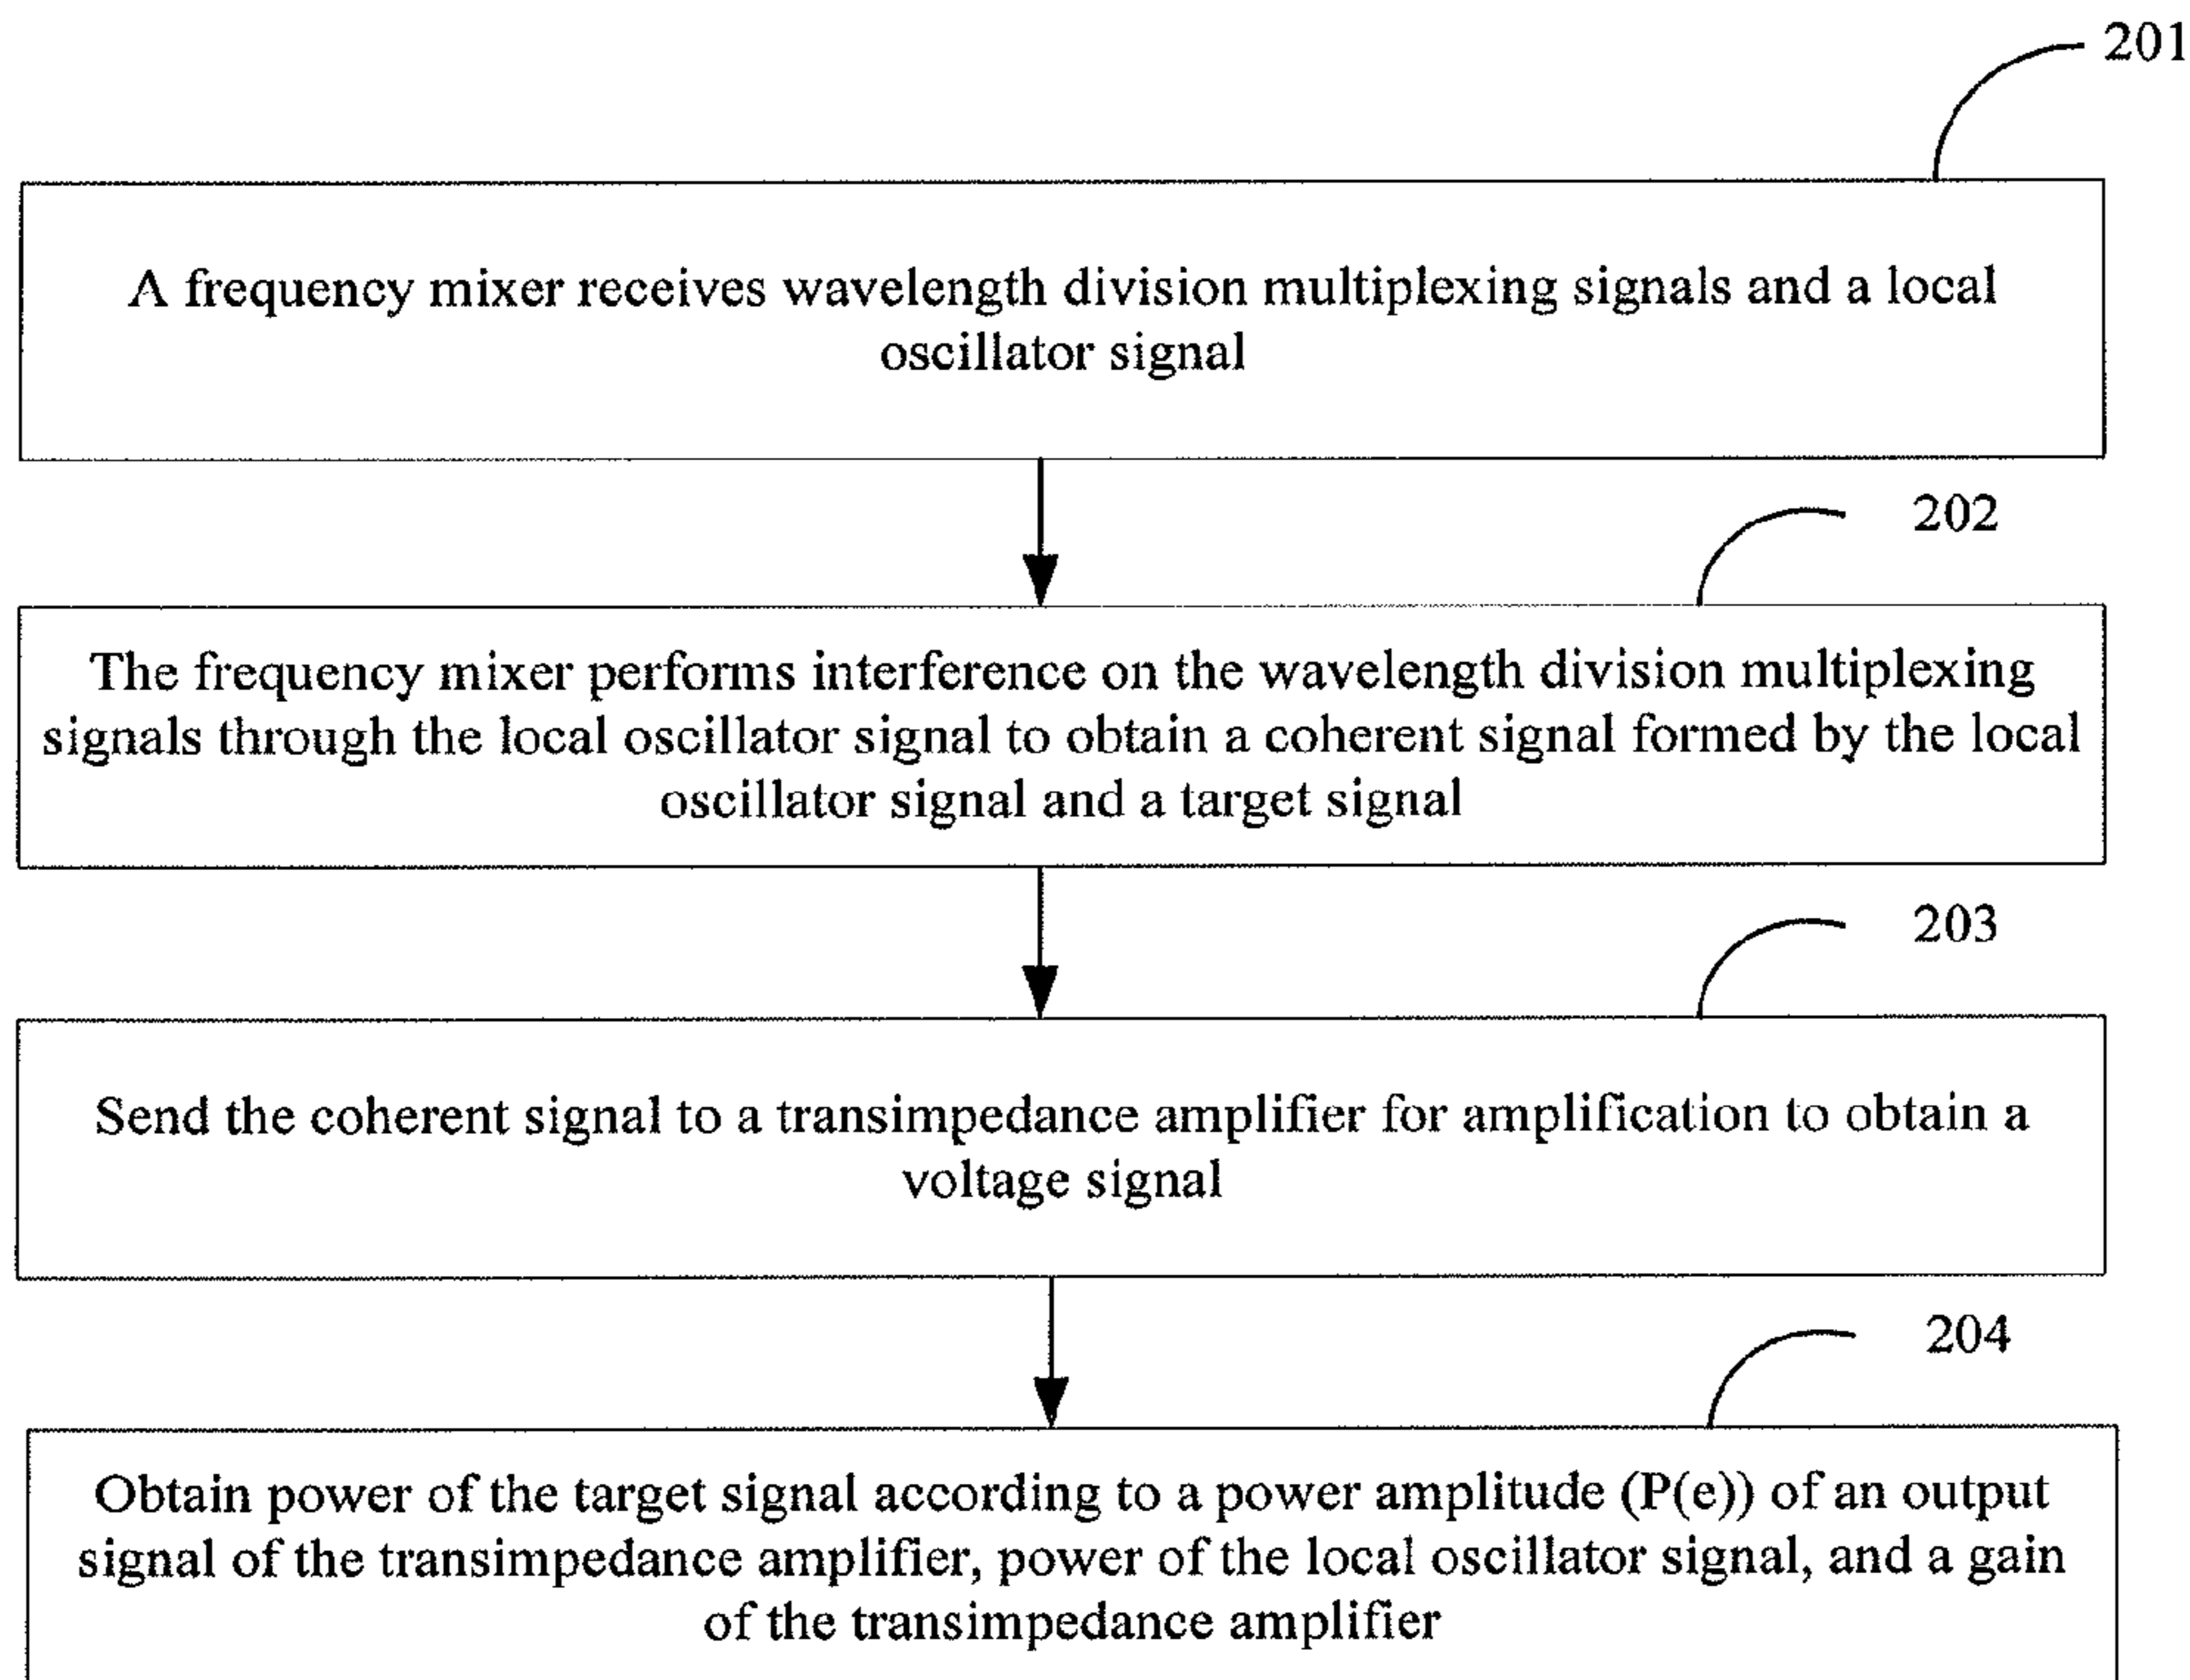 201
A frequency mixer receives wavelength division multiplexing signals and a local
oscillator signal
202
The frequency mixer performs interference on the wavelength division multiplexing
signals through the local oscillator signal to obtain a coherent signal formed by the local
oscillator signal and a target signal
203
Send the coherent signal to a transimpedance amplifier for amplification to obtain a
voltage signal
204
Obtain power of the target signal according to a power amplitude (P(e)) of an output
signal of the transimpedance amplifier, power of the local oscillator signal, and a gain
of the transimpedance amplifier